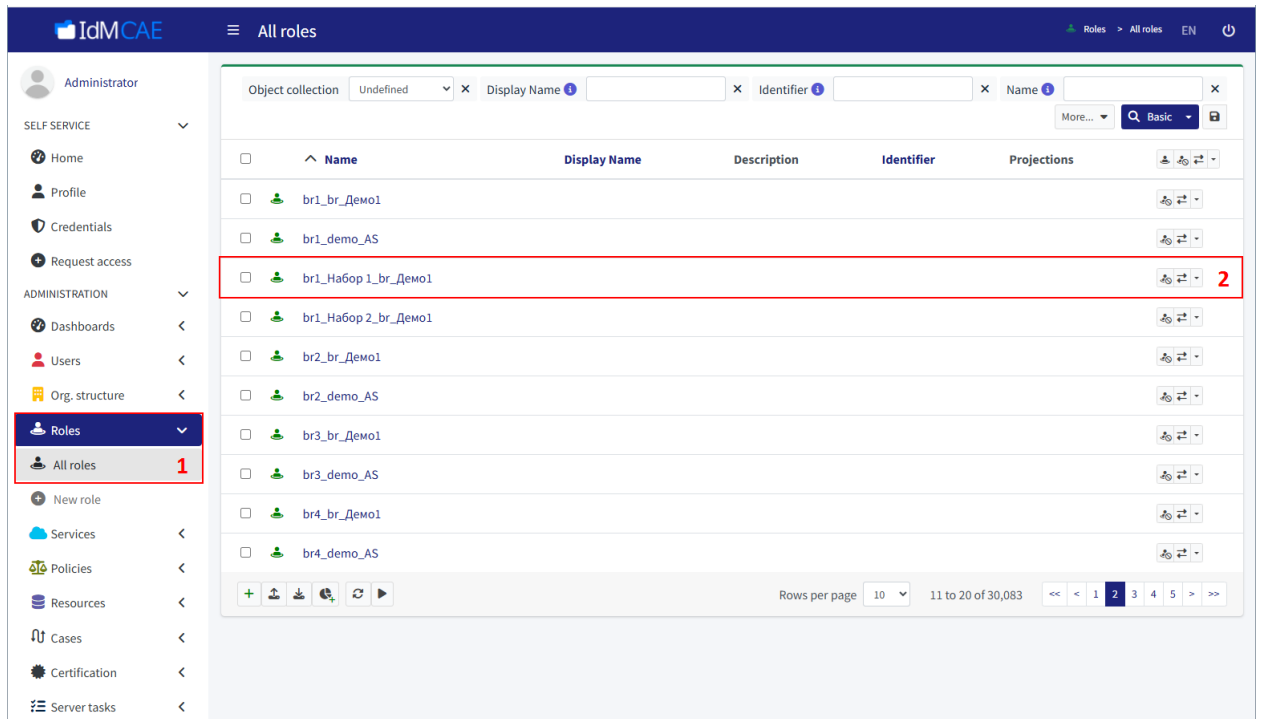 IdMCAE
All roles
Roles > All roles EN
Administrator
SELF SERVICE
Home
Profile
Credentials
Request access
ADMINISTRATION
Dashboards
Users
Org. structure
Roles
All roles 1
New role
Services
Policies
Resources
Cases
Certification
Server tasks
Object collection Undefined Display Name Identifier Name
More... Basic
Name Display Name Description Identifier Projections
br1_br_Демо1
br1_demo_AS
br1_Набор 1_br_Демо1 2
br1_Набор 2_br_Демо1
br2_br_Демо1
br2_demo_AS
br3_br_Демо1
br3_demo_AS
br4_br_Демо1
br4_demo_AS
Rows per page 10 11 to 20 of 30,083 << < 1 2 3 4 5 > >>